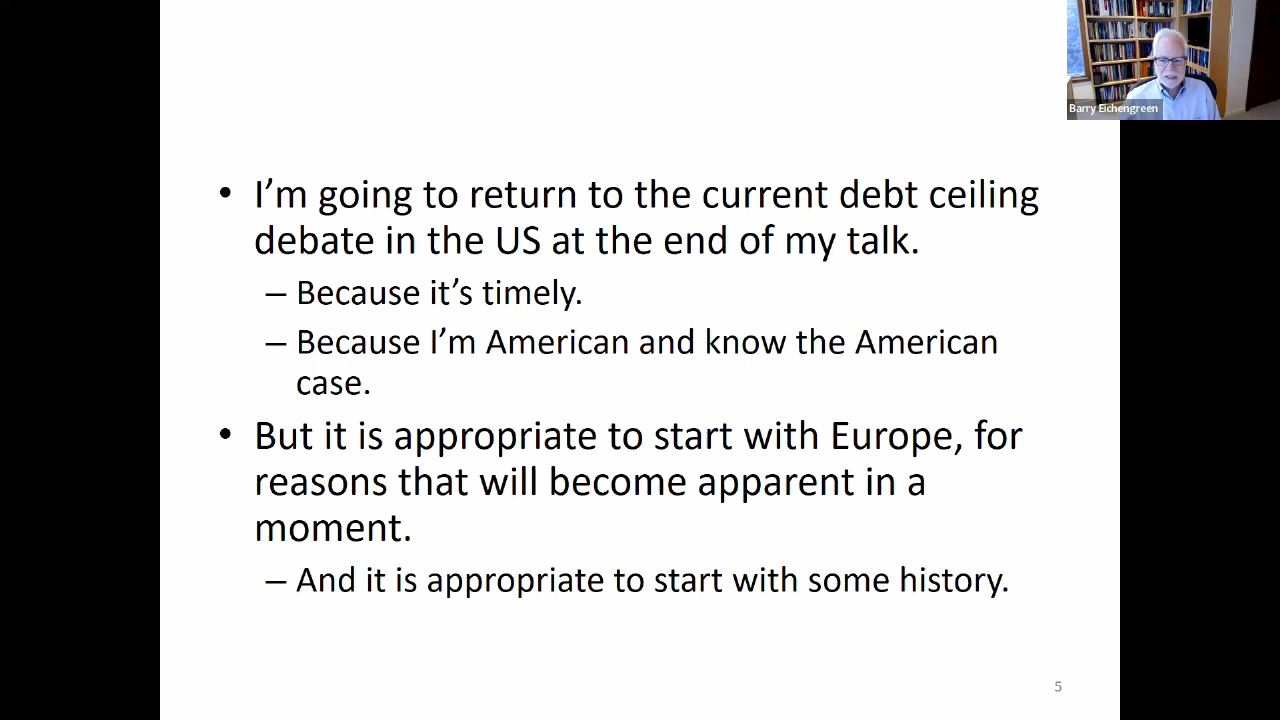 Barry Eichengreen
• I’m going to return to the current debt ceiling
debate in the US at the end of my talk.
– Because it’s timely.
– Because I’m American and know the American
case.
• But it is appropriate to start with Europe, for
reasons that will become apparent in a
moment.
– And it is appropriate to start with some history.
5